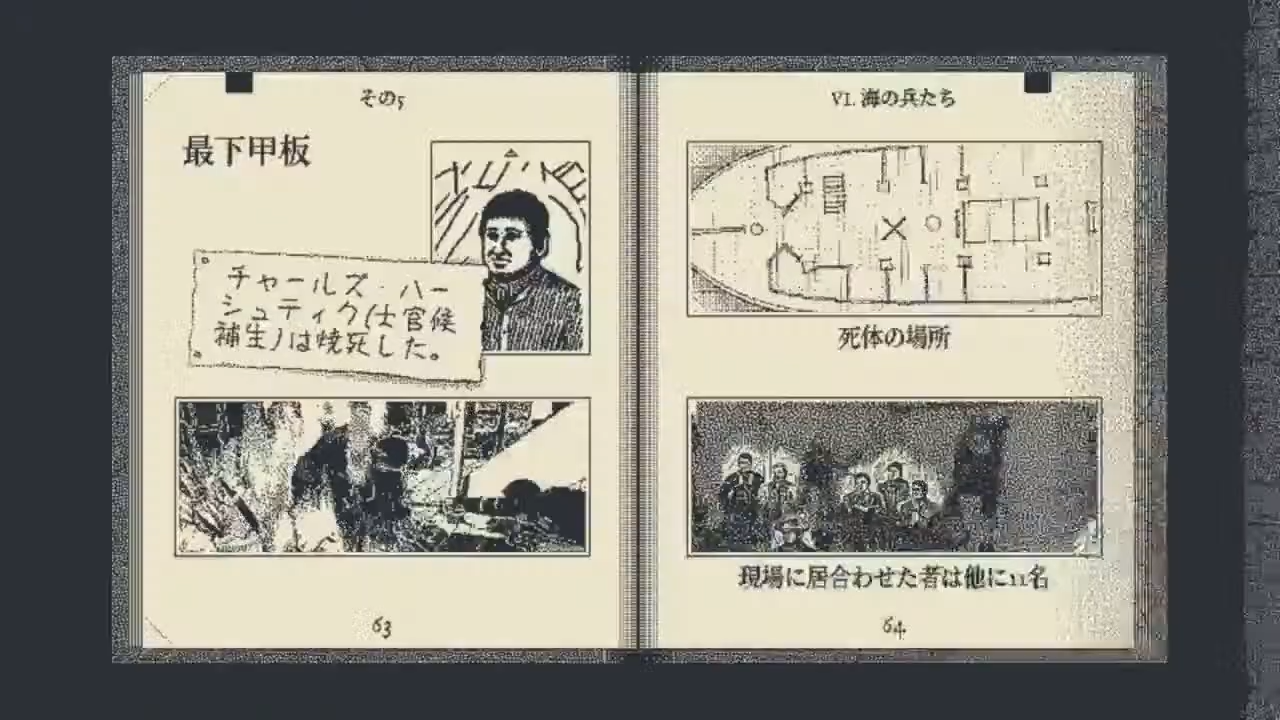 その5
最下甲板
チャールズ・ハー
シュティク(士官候
補生)は焼死した。
63
VI. 海の兵たち
死体の場所
現場に居合わせた者は他に11名
64